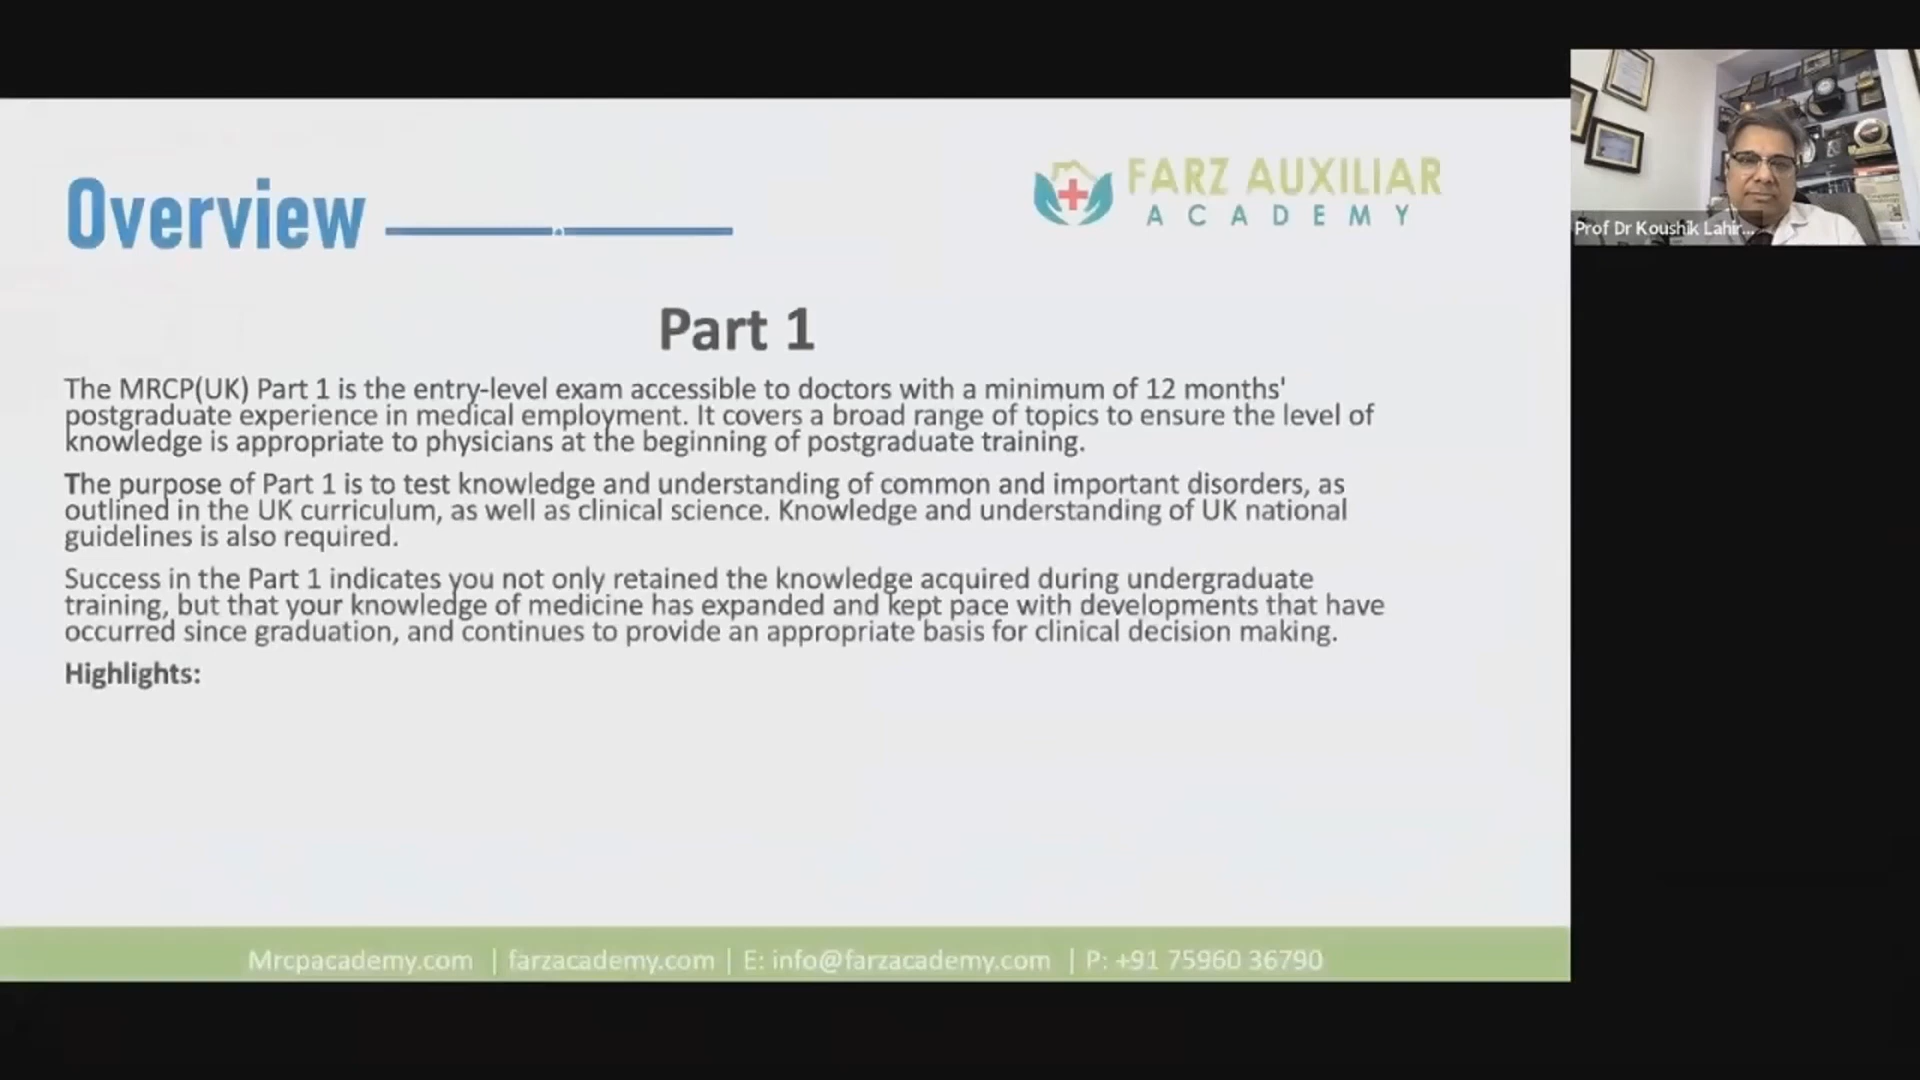 Overview
FARZ AUXILIAR
ACADEMY
Prof Dr Koushik Lahir...
Part 1
The MRCP(UK) Part 1 is the entry-level exam accessible to doctors with a minimum of 12 months'
postgraduate experience in medical employment. It covers a broad range of topics to ensure the level of
knowledge is appropriate to physicians at the beginning of postgraduate training.
The purpose of Part 1 is to test knowledge and understanding of common and important disorders, as
outlined in the UK curriculum, as well as clinical science. Knowledge and understanding of UK national
guidelines is also required.
Success in the Part 1 indicates you not only retained the knowledge acquired during undergraduate
training, but that your knowledge of medicine has expanded and kept pace with developments that have
occurred since graduation, and continues to provide an appropriate basis for clinical decision making.
Highlights:
Mrcpacademy.com | farzacademy.com | E: info@farzacademy.com | P: +91 75960 36790